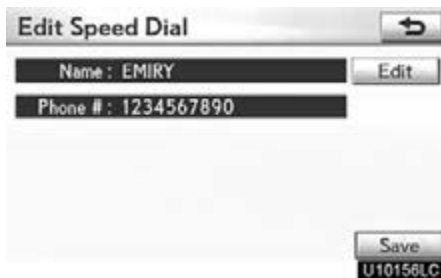 Edit Speed Dial
Name : EMIRY Edit
Phone # : 1234567890
Save
U10156LC